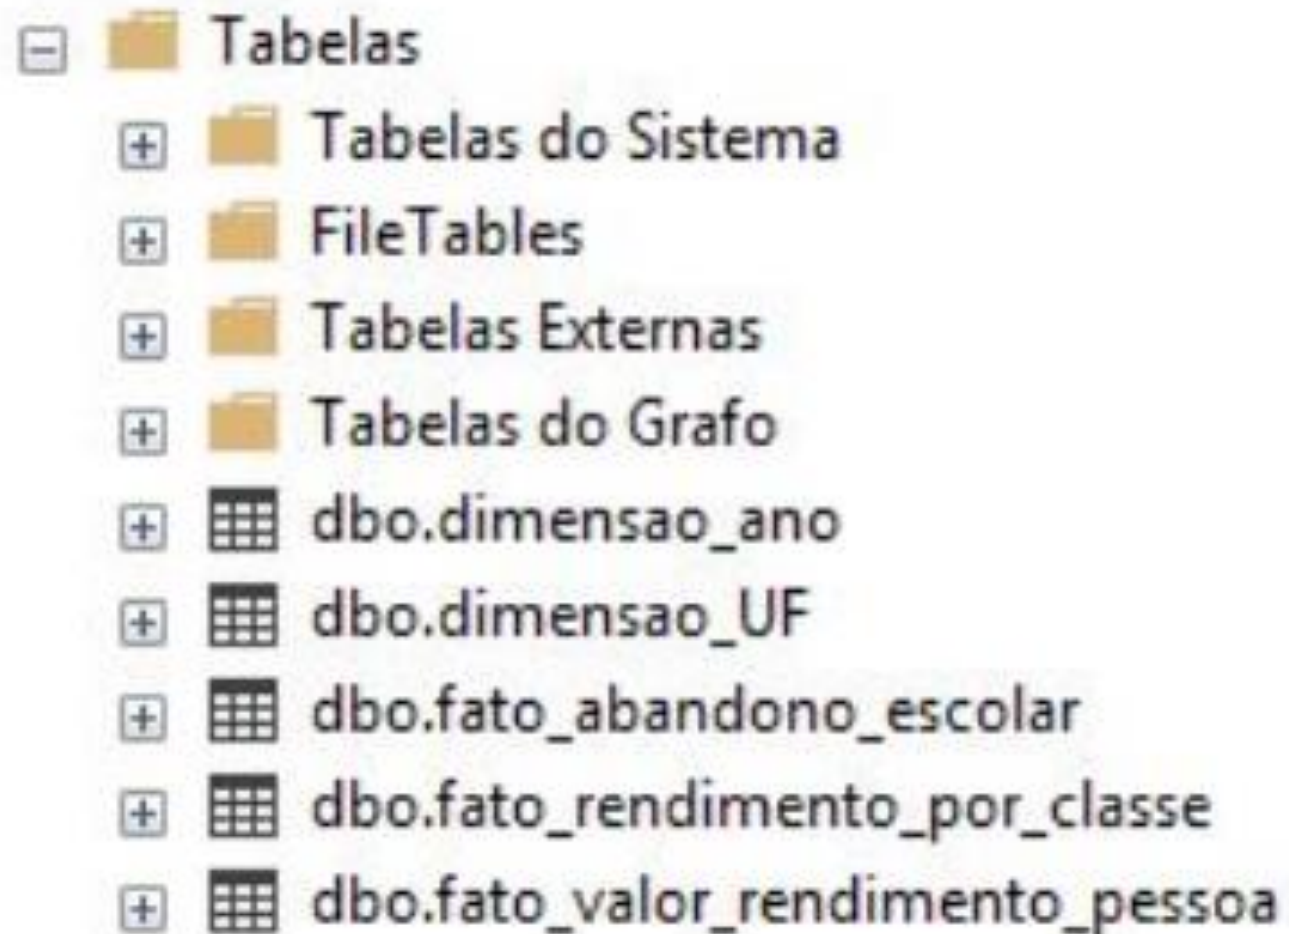 Tabelas
Tabelas do Sistema
FileTables
Tabelas Externas
Tabelas do Grafo
dbo.dimensao_ano
dbo.dimensao_UF
dbo.fato_abandono_escolar
dbo.fato_rendimento_por_classe
dbo.fato_valor_rendimento_pessoa